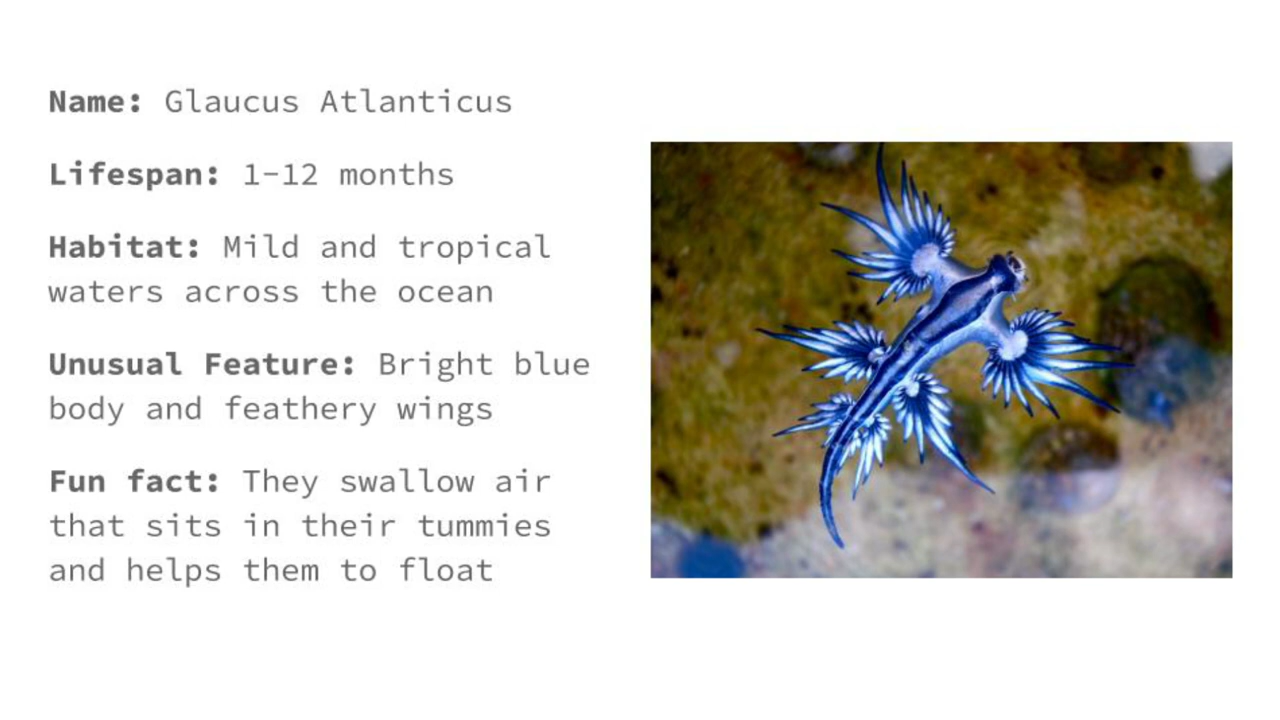 Name: Glaucus Atlanticus
Lifespan: 1-12 months
Habitat: Mild and tropical
waters across the ocean
Unusual Feature: Bright blue
body and feathery wings
Fun fact: They swallow air
that sits in their tummies
and helps them to float